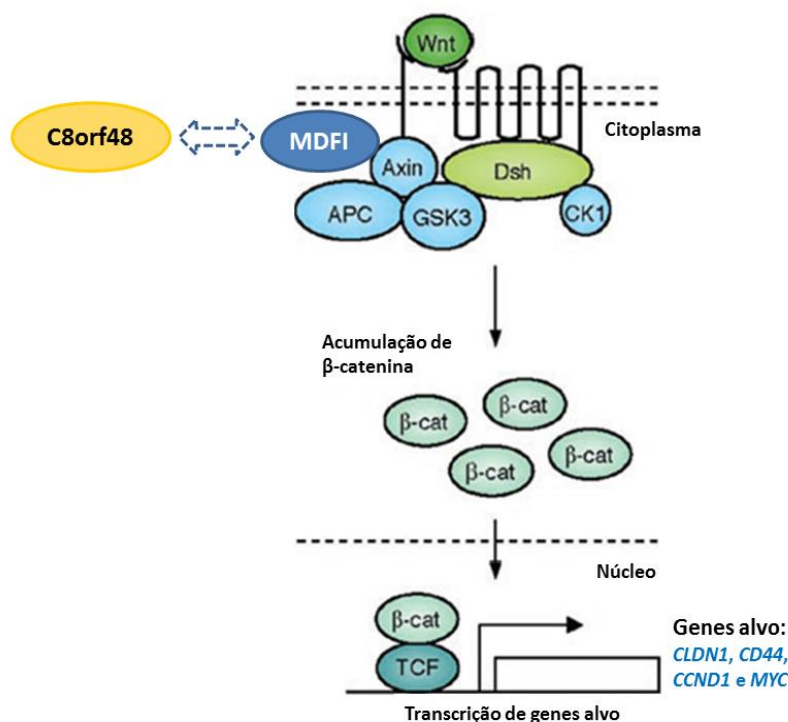 Wnt
C8orf48
MDFI
Citoplasma
Axin
Dsh
APC
GSK3
CK1
Acumulação de
β-catenina
β-cat
β-cat
β-cat
β-cat
Núcleo
β-cat
TCF
Genes alvo:
CLDN1, CD44,
CCND1 e MYC
Transcrição de genes alvo